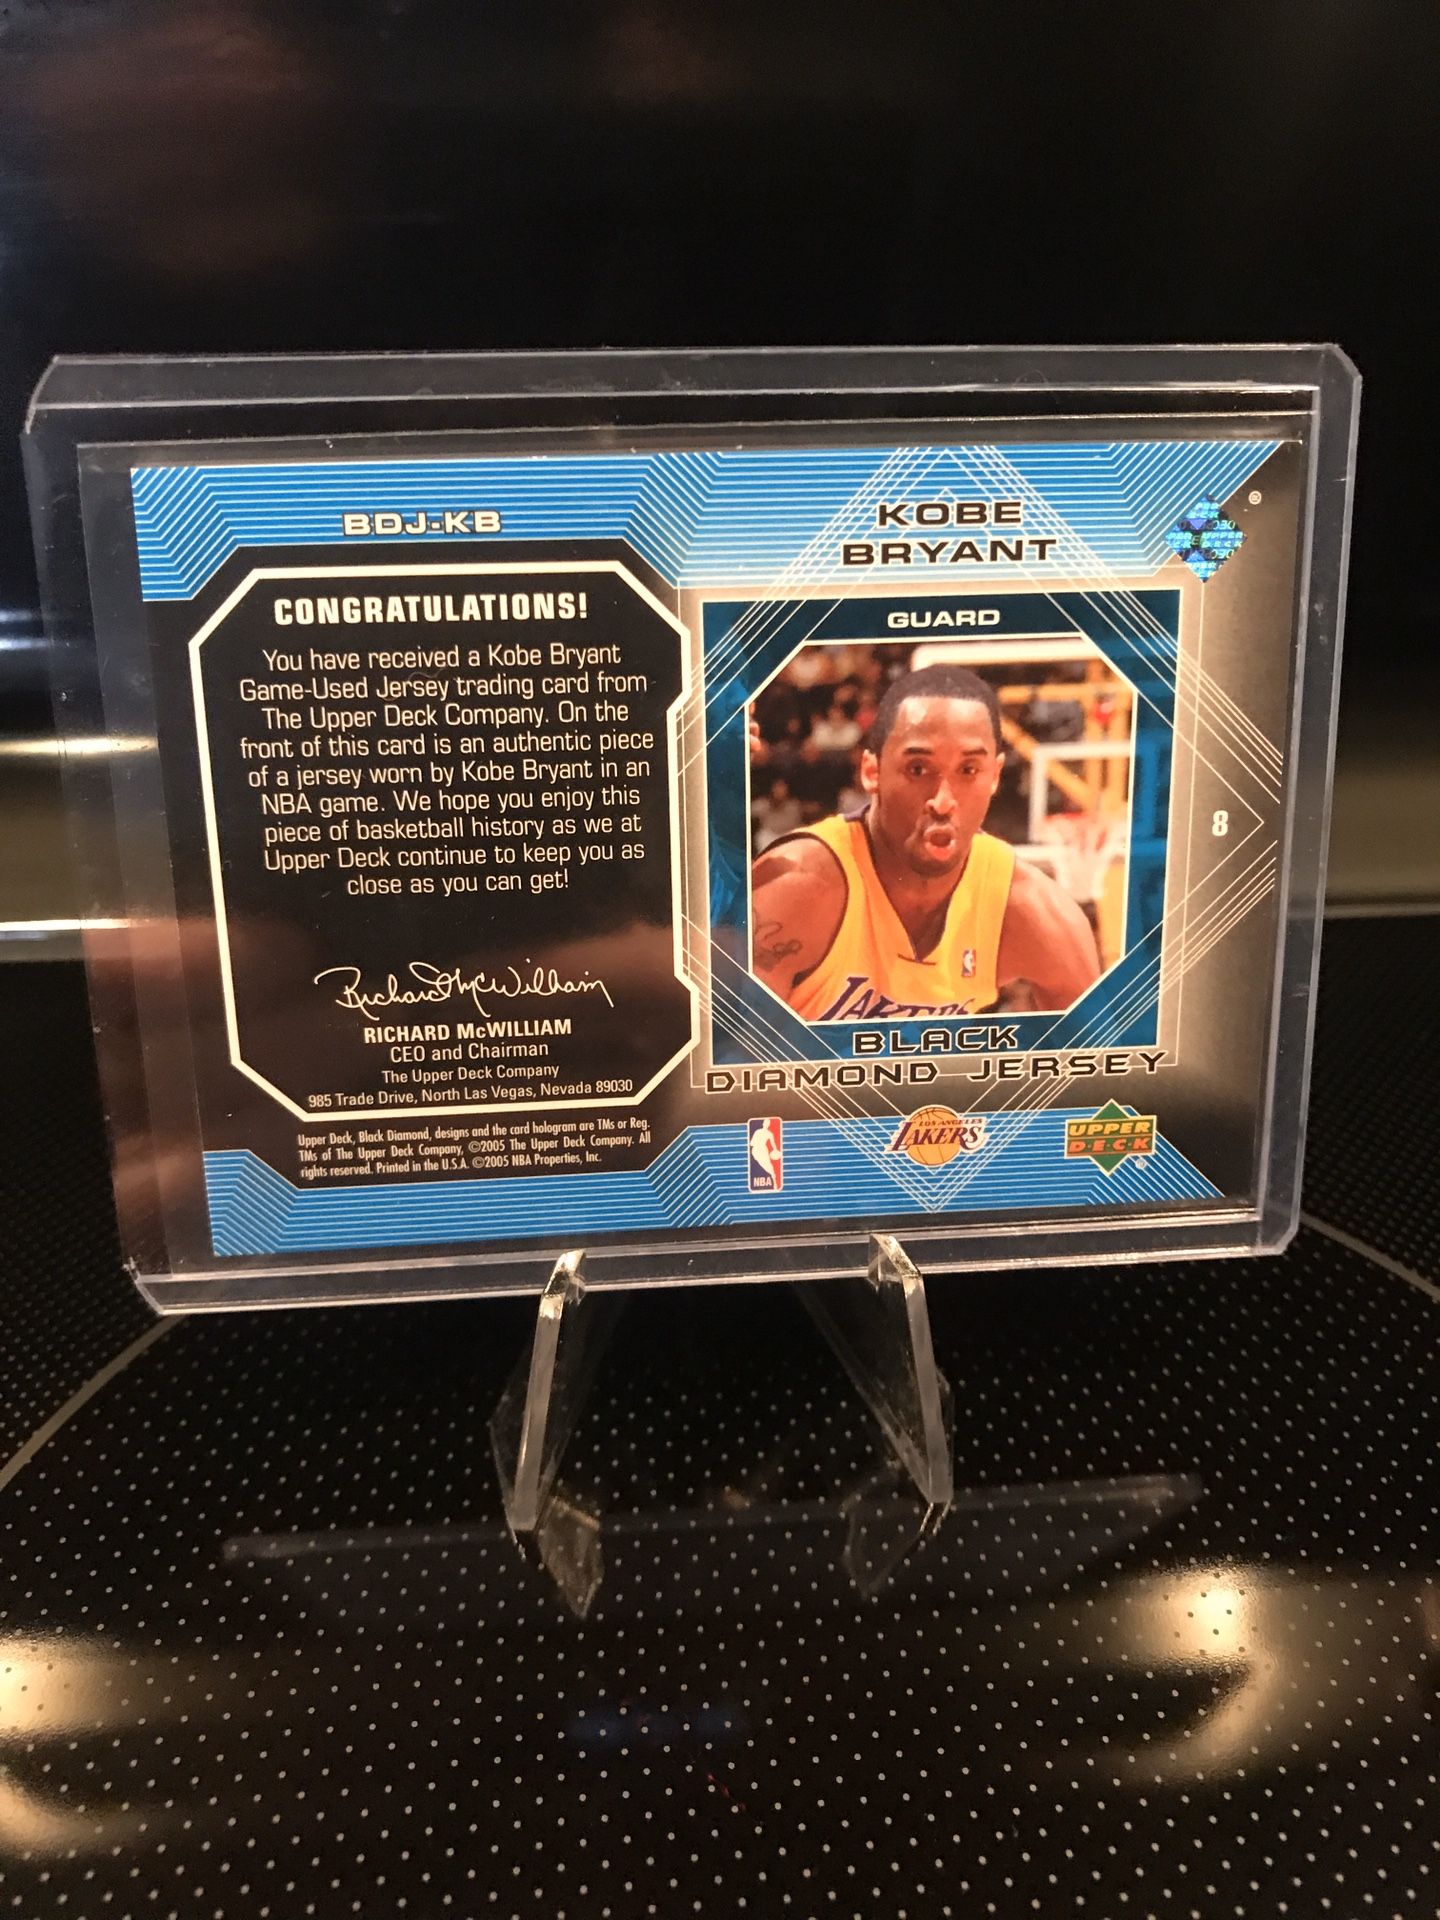 BDJ-KB
CONGRATULATIONS!
You have received a Kobe Bryant
Game-Used Jersey trading card from
The Upper Deck Company. On the
front of this card is an authentic piece
of a jersey worn by Kobe Bryant in an
NBA game. We hope you enjoy this
piece of basketball history as we at
Upper Deck continue to keep you as
close as you can get!
Richard McWilliam
RICHARD McWILLIAM
CEO and Chairman
The Upper Deck Company
985 Trade Drive, North Las Vegas, Nevada 89030
Upper Deck, Black Diamond, designs and the card hologram are TMs or Reg.
TMs of The Upper Deck Company, ©2005 The Upper Deck Company. All
rights reserved. Printed in the U.S.A. ©2005 NBA Properties, Inc.
KOBE
BRYANT
®
GUARD
8
LAKERS
BLACK
DIAMOND JERSEY
NBA
LOS ANGELES
LAKERS
UPPER
DECK
®